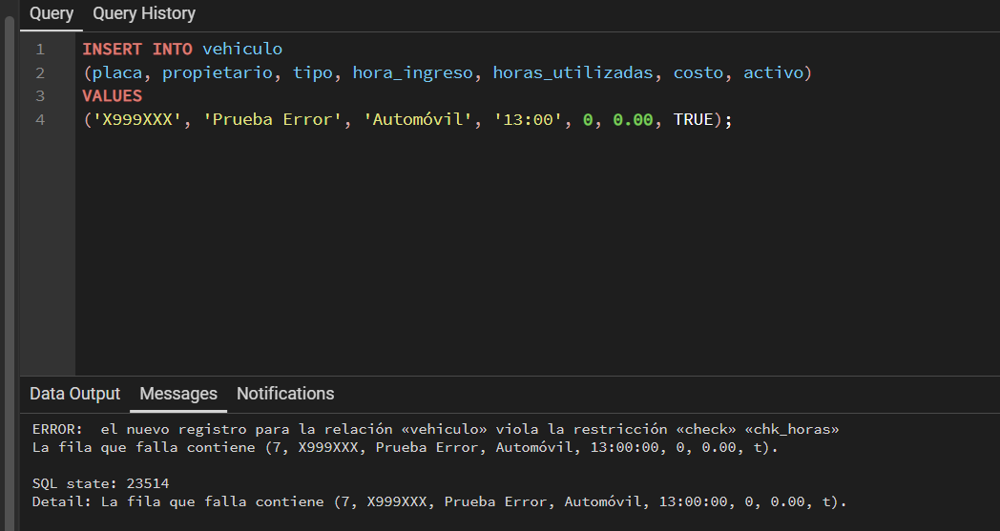 Query Query History
1 INSERT INTO vehiculo
2 (placa, propietario, tipo, hora_ingreso, horas_utilizadas, costo, activo)
3 VALUES
4 ('X999XXX', 'Prueba Error', 'Automóvil', '13:00', 0, 0.00, TRUE);
Data Output Messages Notifications
ERROR:  el nuevo registro para la relación «vehiculo» viola la restricción «check» «chk_horas»
La fila que falla contiene (7, X999XXX, Prueba Error, Automóvil, 13:00:00, 0, 0.00, t).
SQL state: 23514
Detail: La fila que falla contiene (7, X999XXX, Prueba Error, Automóvil, 13:00:00, 0, 0.00, t).